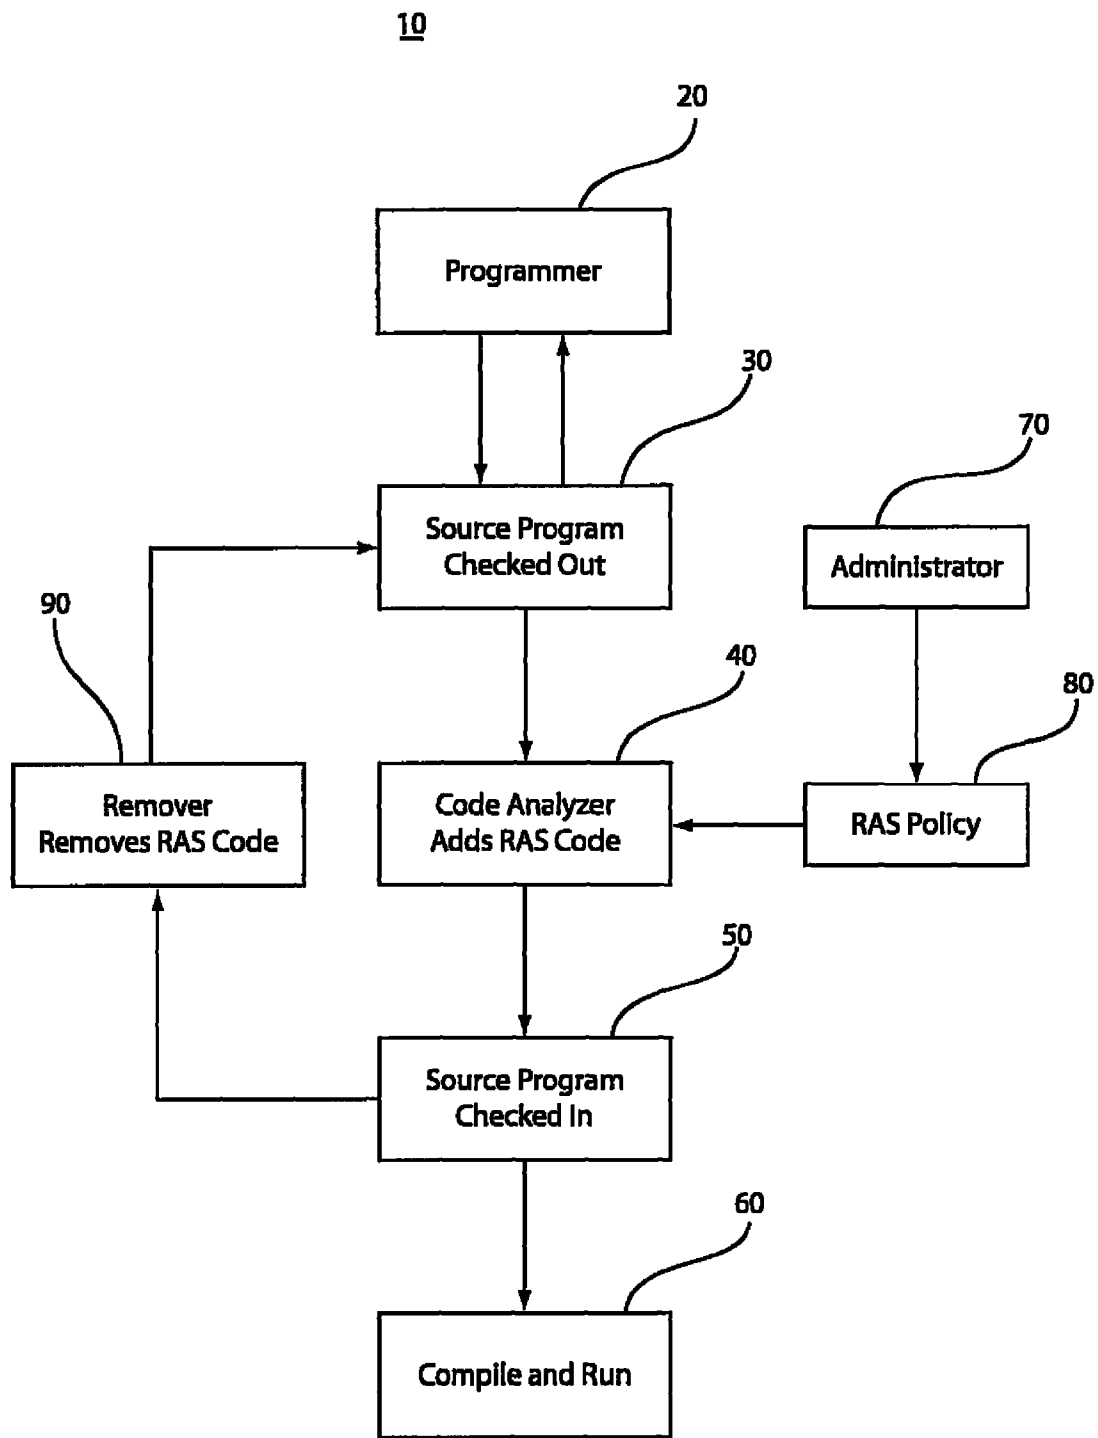 10
20
Programmer
30
Source Program
Checked Out
70
Administrator
90
40
80
Remover
Removes RAS Code
Code Analyzer
Adds RAS Code
RAS Policy
50
Source Program
Checked In
60
Compile and Run